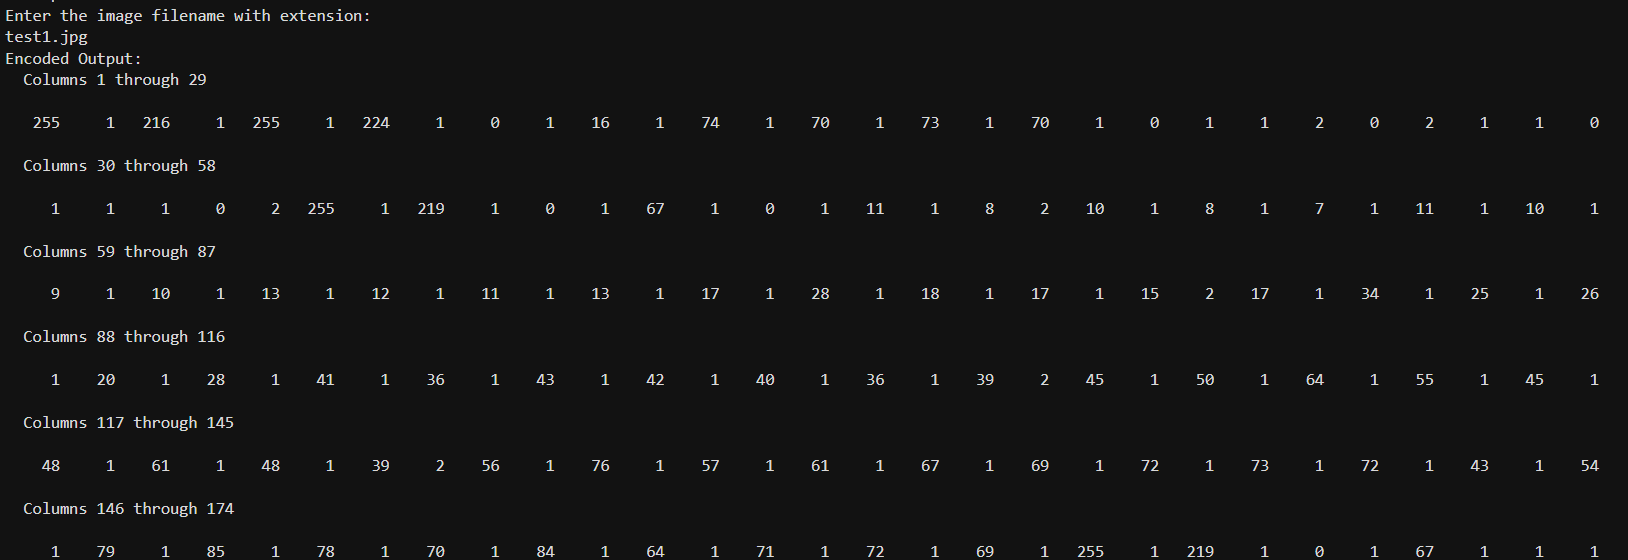 Enter the image filename with extension:
test1.jpg
Encoded Output:
Columns 1 through 29
255 1 216 1 255 1 224 1 0 1 16 1 74 1 70 1 73 1 70 1 0 1 1 2 0 2 1 1 0
Columns 30 through 58
1 1 1 0 2 255 1 219 1 0 1 67 1 0 1 11 1 8 2 10 1 8 1 7 1 11 1 10 1
Columns 59 through 87
9 1 10 1 13 1 12 1 11 1 13 1 17 1 28 1 18 1 17 1 15 2 17 1 34 1 25 1 26
Columns 88 through 116
1 20 1 28 1 41 1 36 1 43 1 42 1 40 1 36 1 39 2 45 1 50 1 64 1 55 1 45 1
Columns 117 through 145
48 1 61 1 48 1 39 2 56 1 76 1 57 1 61 1 67 1 69 1 72 1 73 1 72 1 43 1 54
Columns 146 through 174
1 79 1 85 1 78 1 70 1 84 1 64 1 71 1 72 1 69 1 255 1 219 1 0 1 67 1 1 1